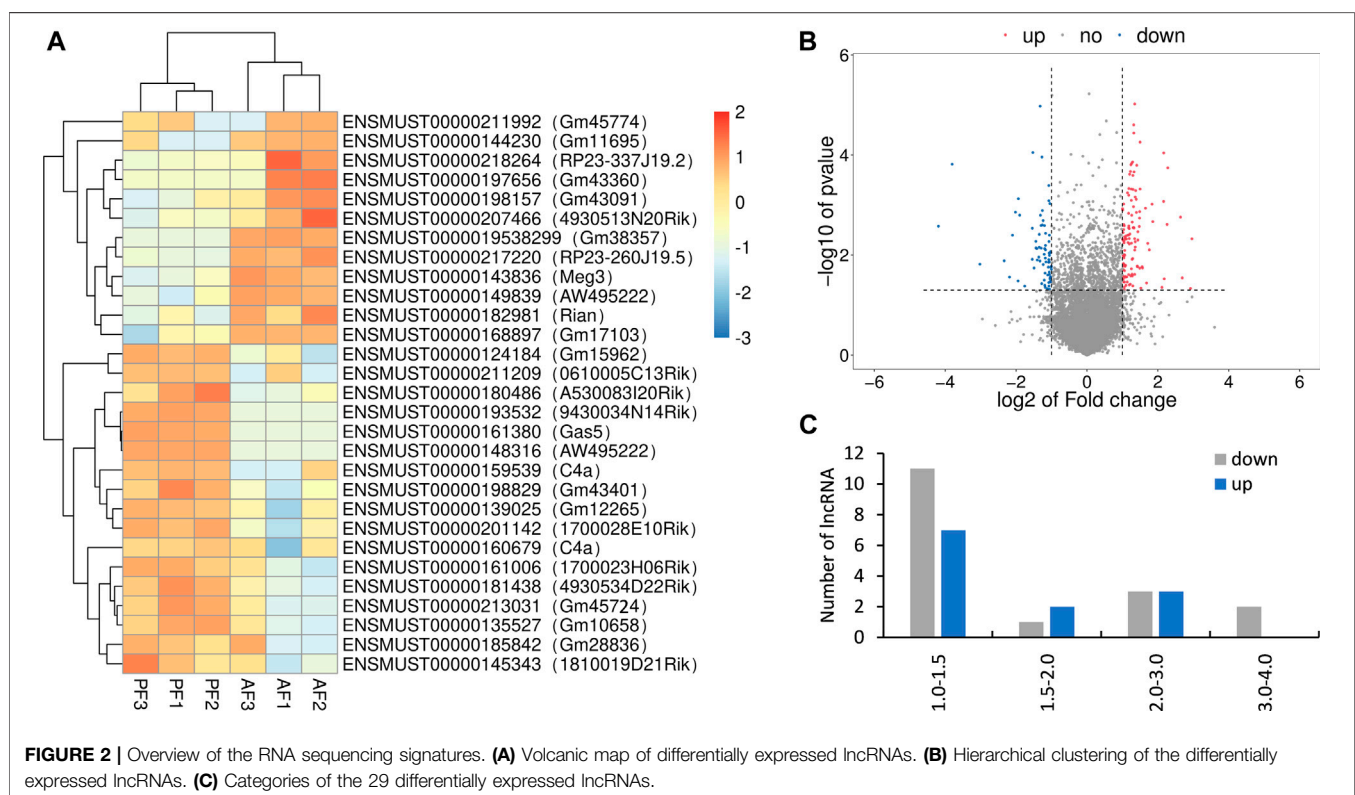 A
ENSMUST00000211992 (Gm45774)
ENSMUST00000144230 (Gm11695)
ENSMUST00000218264 (RP23-337J19.2)
ENSMUST00000197656 (Gm43360)
ENSMUST00000198157 (Gm43091)
ENSMUST00000207466 (4930513N20Rik)
ENSMUST0000019538299 (Gm38357)
ENSMUST00000217220 (RP23-260J19.5)
ENSMUST00000143836 (Meg3)
ENSMUST00000149839 (AW495222)
ENSMUST00000182981 (Rian)
ENSMUST00000168897 (Gm17103)
ENSMUST00000124184 (Gm15962)
ENSMUST00000211209 (0610005C13Rik)
ENSMUST00000180486 (A530083I20Rik)
ENSMUST00000193532 (9430034N14Rik)
ENSMUST00000161380 (Gas5)
ENSMUST00000148316 (AW495222)
ENSMUST00000159539 (C4a)
ENSMUST00000198829 (Gm43401)
ENSMUST00000139025 (Gm12265)
ENSMUST00000201142 (1700028E10Rik)
ENSMUST00000160679 (C4a)
ENSMUST00000161006 (1700023H06Rik)
ENSMUST00000181438 (4930534D22Rik)
ENSMUST00000213031 (Gm45724)
ENSMUST00000135527 (Gm10658)
ENSMUST00000185842 (Gm28836)
ENSMUST00000145343 (1810019D21Rik)
PF3 PF1 PF2 AF3 AF1 AF2
2
1
0
-1
-2
-3
B
up no down
6
4
2
0
−log10 of pvalue
-6 -4 -2 0 2 4 6
log2 of Fold change
C
down
up
12
10
8
6
4
2
0
Number of lncRNA
1.0-1.5 1.5-2.0 2.0-3.0 3.0-4.0
FIGURE 2 | Overview of the RNA sequencing signatures. (A) Volcanic map of differentially expressed lncRNAs. (B) Hierarchical clustering of the differentially
expressed lncRNAs. (C) Categories of the 29 differentially expressed lncRNAs.